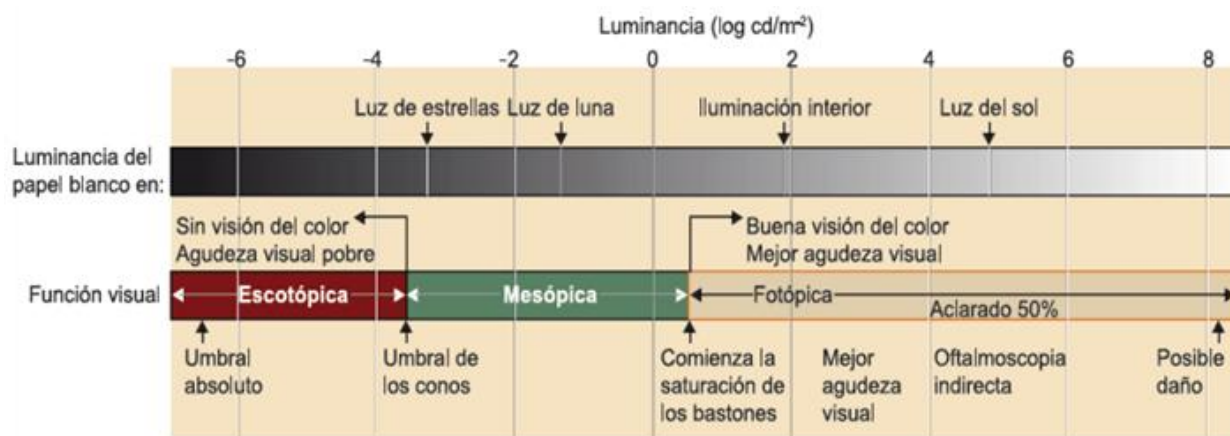 Luminancia (log cd/m²)
-6 -4 -2 0 2 4 6 8
Luz de estrellas Luz de luna Iluminación interior Luz del sol
Luminancia del
papel blanco en:
Sin visión del color
Agudeza visual pobre
Buena visión del color
Mejor agudeza visual
Función visual
Escotópica Mesópica Fotópica
Aclarado 50%
Umbral
absoluto
Umbral de
los conos
Comienza la
saturación de
los bastones
Mejor
agudeza
visual
Oftalmoscopia
indirecta
Posible
daño